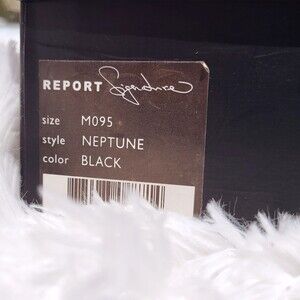 REPORT Signature
size M095
style NEPTUNE
color BLACK